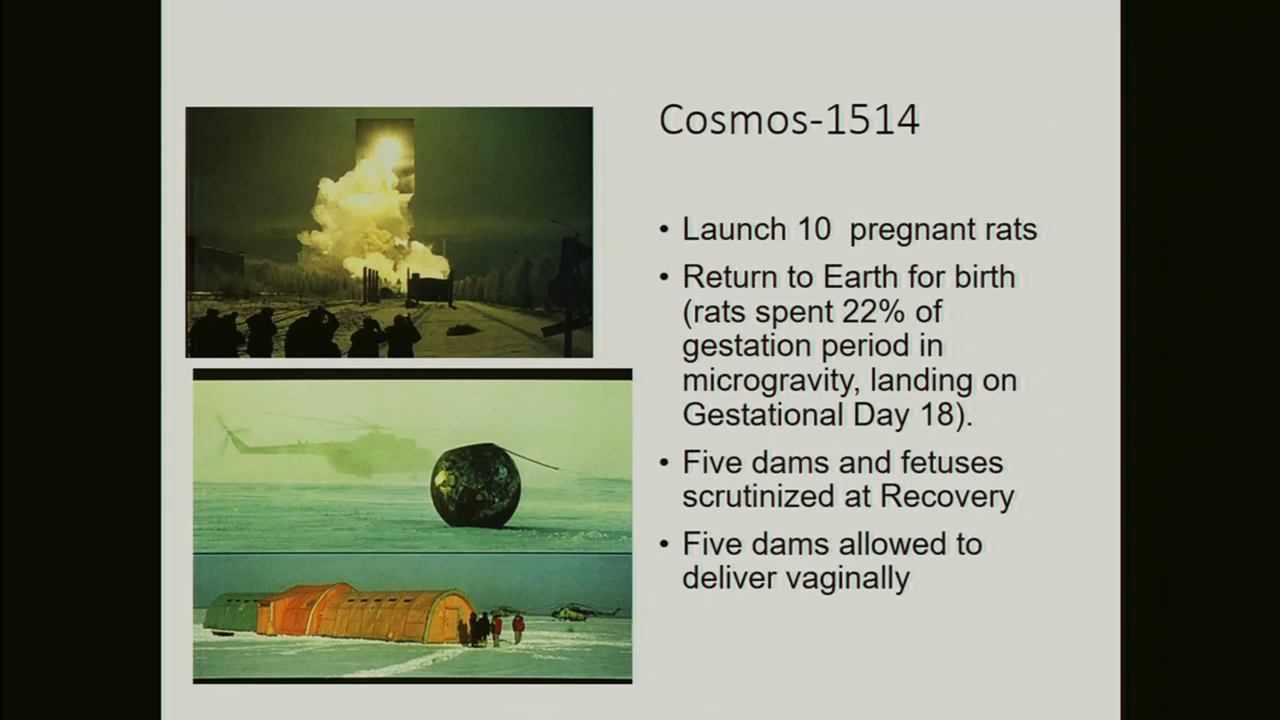 Cosmos-1514
• Launch 10  pregnant rats
• Return to Earth for birth
(rats spent 22% of
gestation period in
microgravity, landing on
Gestational Day 18).
• Five dams and fetuses
scrutinized at Recovery
• Five dams allowed to
deliver vaginally